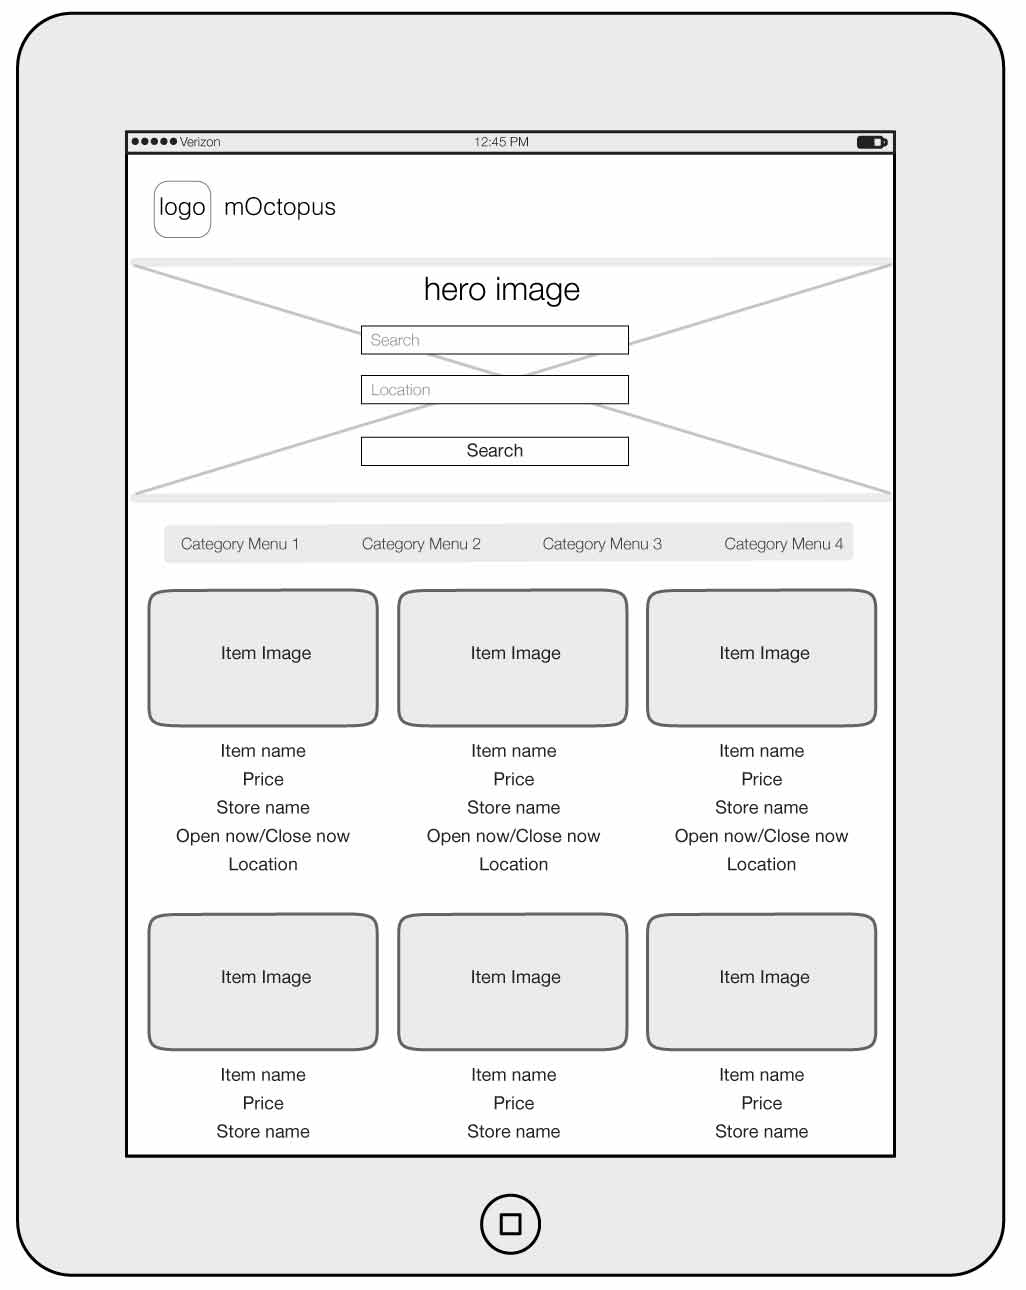 Verizon 12:45 PM
logo mOctopus
hero image
Search
Location
Search
Category Menu 1 Category Menu 2 Category Menu 3 Category Menu 4
Item Image Item Image Item Image
Item name Item name Item name
Price Price Price
Store name Store name Store name
Open now/Close now Open now/Close now Open now/Close now
Location Location Location
Item Image Item Image Item Image
Item name Item name Item name
Price Price Price
Store name Store name Store name